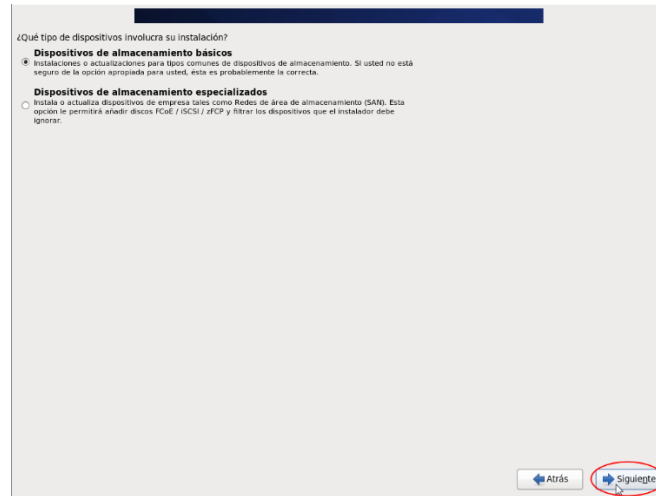 ¿Qué tipo de dispositivos involucra su instalación?
Dispositivos de almacenamiento básicos
Instalaciones o actualizaciones para tipos comunes de dispositivos de almacenamiento. Si usted no está
seguro de la opción apropiada para usted, ésta es probablemente la correcta.
Dispositivos de almacenamiento especializados
Instala o actualiza dispositivos de empresa tales como Redes de área de almacenamiento (SAN). Esta
opción le permitirá añadir discos FCoE / iSCSI / zFCP y filtrar los dispositivos que el instalador debe
ignorar.
Atrás
Siguiente